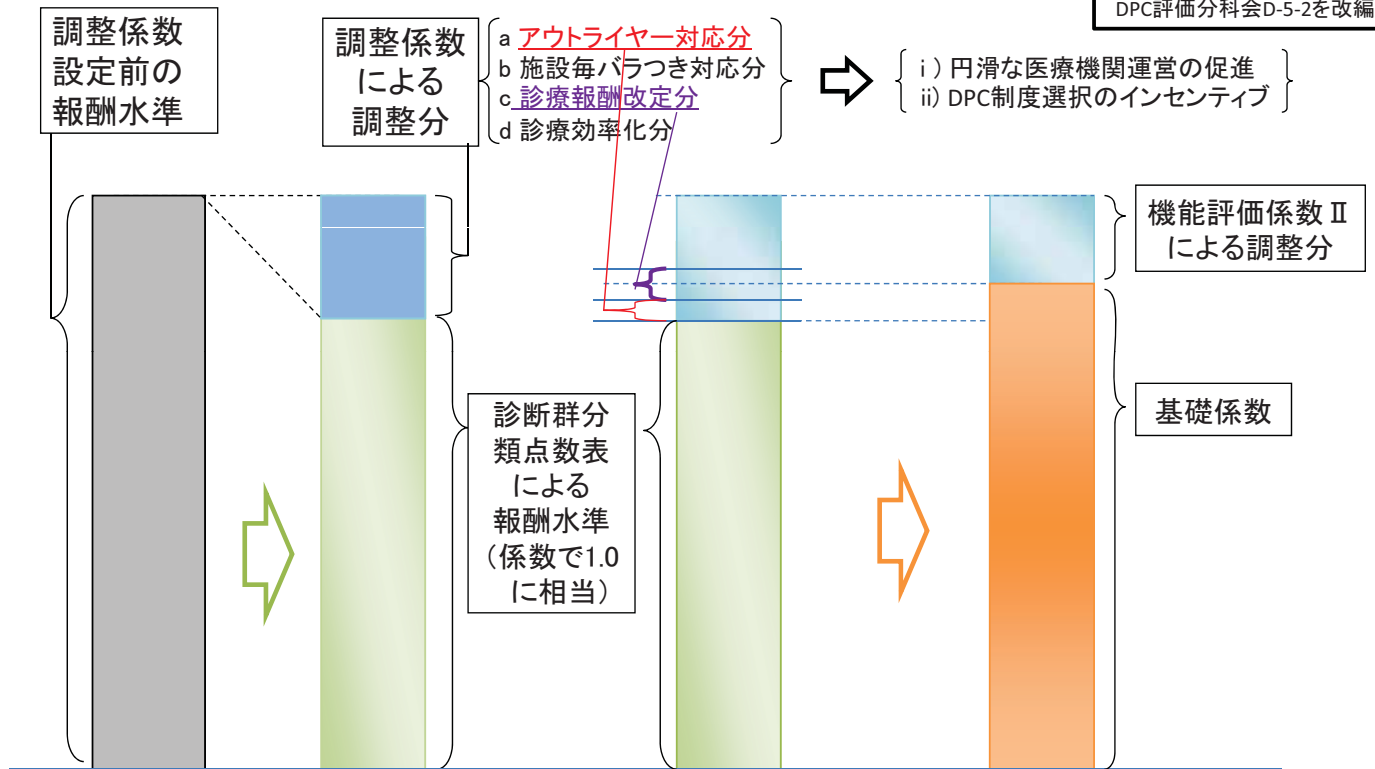 DPC評価分科会D-5-2を改編
調整係数
設定前の
報酬水準
調整係数
による
調整分
a アウトライヤー対応分
b 施設毎バラつき対応分
c 診療報酬改定分
d 診療効率化分
ⅰ) 円滑な医療機関運営の促進
ⅱ) DPC制度選択のインセンティブ
機能評価係数Ⅱ
による調整分
診断群分
類点数表
による
報酬水準
(係数で1.0
に相当)
基礎係数